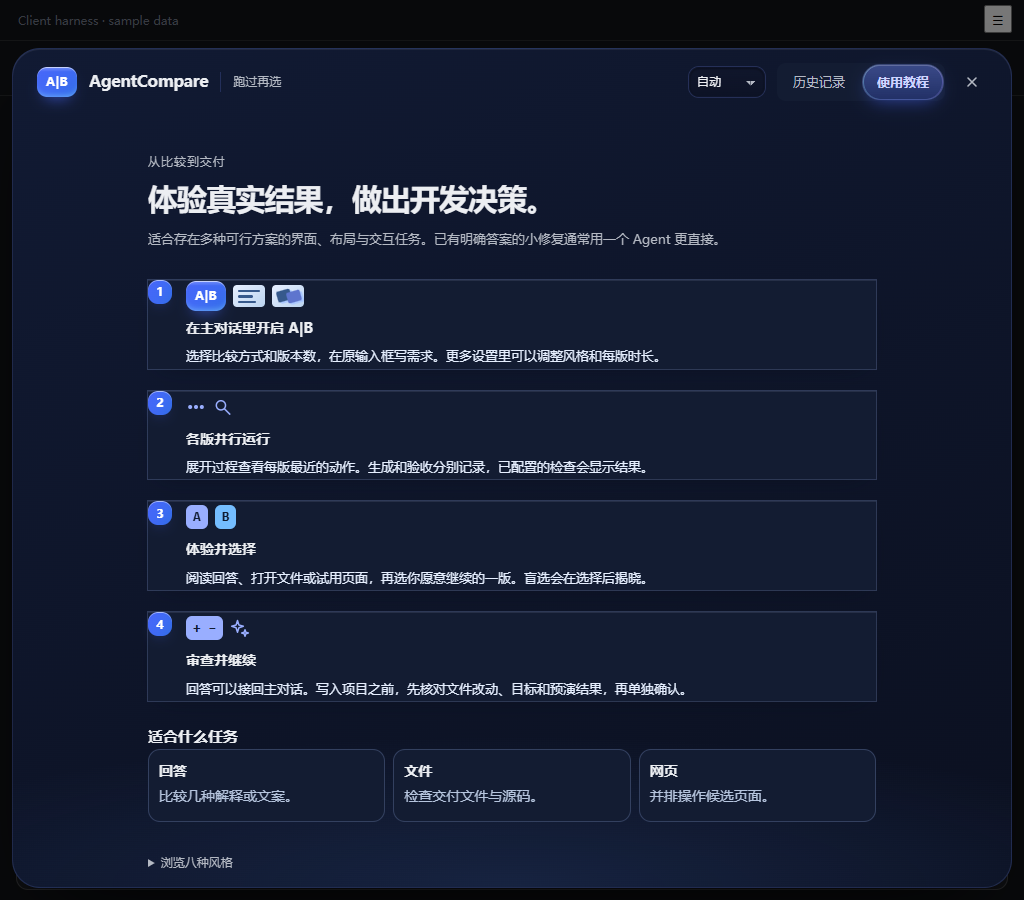 Client harness · sample data
A|B
AgentCompare
跑过再选
自动
历史记录
使用教程
从比较到交付
体验真实结果，做出开发决策。
适合存在多种可行方案的界面、布局与交互任务。已有明确答案的小修复通常用一个 Agent 更直接。
1
A|B
在主对话里开启 A|B
选择比较方式和版本数，在原输入框写需求。更多设置里可以调整风格和每版时长。
2
各版并行运行
展开过程查看每版最近的动作。生成和验收分别记录，已配置的检查会显示结果。
3
A B
体验并选择
阅读回答、打开文件或试用页面，再选你愿意继续的一版。盲选会在选择后揭晓。
4
+ −
审查并继续
回答可以接回主对话。写入项目之前，先核对文件改动、目标和预演结果，再单独确认。
适合什么任务
回答
比较几种解释或文案。
文件
检查交付文件与源码。
网页
并排操作候选页面。
浏览八种风格